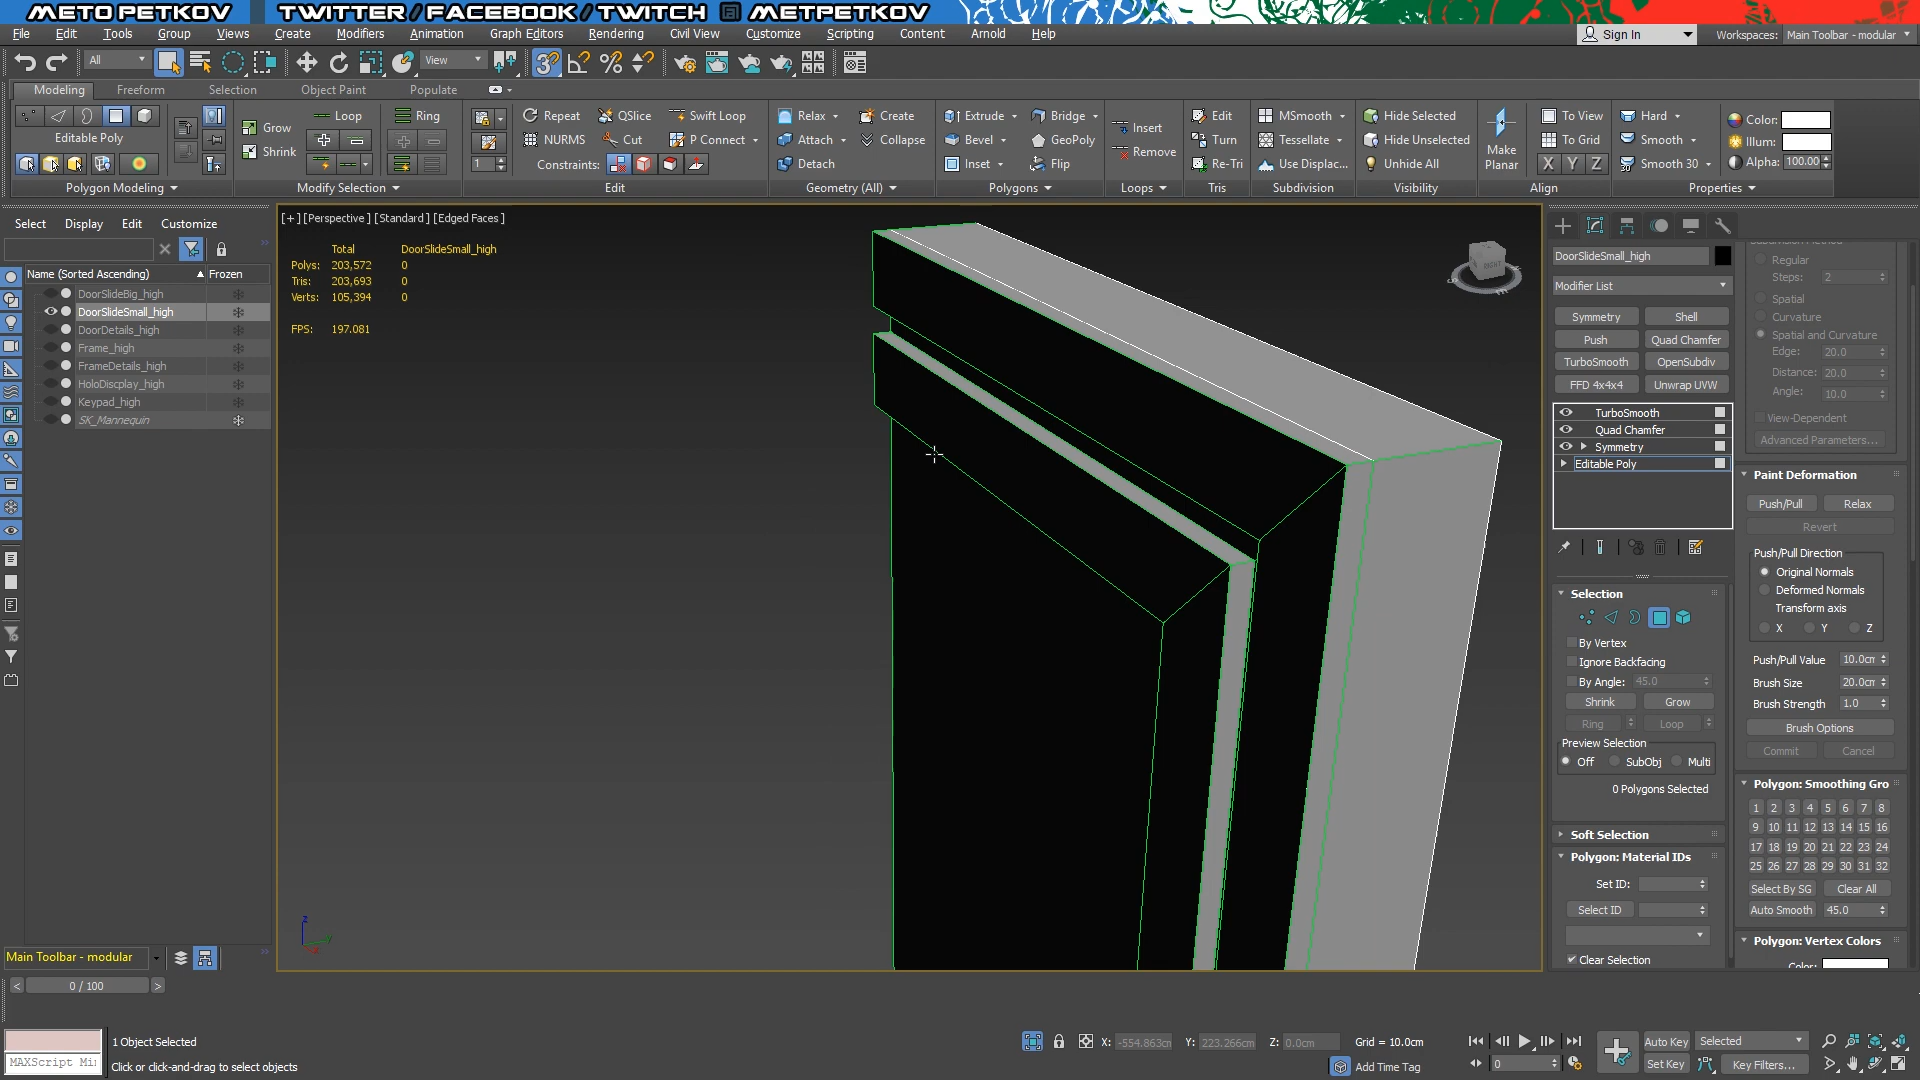 METO PETKOV TWITTER/FACEBOOK/TWITCH @ METPETKOV
File Edit Tools Group Views Create Modifiers Animation Graph Editors Rendering Civil View Customize Scripting Content Arnold Help Sign In Workspaces: Main Toolbar - modular
All View
Modeling Freeform Selection Object Paint Populate
Editable Poly
Grow Loop Ring
Shrink
1
Repeat QSlice Swift Loop
NURMS Cut P Connect
Constraints:
Relax Create
Attach Collapse
Detach
Extrude Bridge
Bevel GeoPoly
Inset Flip
Insert
Remove
Edit
Turn
Re-Tri
MSmooth
Tessellate
Use Displac...
Hide Selected
Hide Unselected
Unhide All
Make Planar
To View
To Grid
X Y Z
Hard
Smooth
Smooth 30
Color:
Illum:
Alpha: 100.00
Polygon Modeling Modify Selection Edit Geometry (All) Polygons Loops Tris Subdivision Visibility Align Properties
Select Display Edit Customize
Name (Sorted Ascending) Frozen
DoorSlideBig_high
DoorSlideSmall_high
DoorDetails_high
Frame_high
FrameDetails_high
HoloDiscplay_high
Keypad_high
SK_Mannequin
[+] [Perspective ] [Standard ] [Edged Faces ]
Total DoorSlideSmall_high
Polys: 203,572 0
Tris: 203,693 0
Verts: 105,394 0
FPS: 197.081
RIGHT
z
DoorSlideSmall_high
Modifier List
Symmetry Shell
Push Quad Chamfer
TurboSmooth OpenSubdiv
FFD 4x4x4 Unwrap UVW
TurboSmooth
Quad Chamfer
Symmetry
Editable Poly
Selection
By Vertex
Ignore Backfacing
By Angle: 45.0
Shrink Grow
Ring Loop
Preview Selection
Off SubObj Multi
0 Polygons Selected
Soft Selection
Polygon: Material IDs
Set ID:
Select ID
Clear Selection
Regular
Steps: 2
Spatial
Curvature
Spatial and Curvature
Edge: 20.0
Distance: 20.0
Angle: 10.0
View-Dependent
Advanced Parameters...
Paint Deformation
Push/Pull Relax
Revert
Push/Pull Direction
Original Normals
Deformed Normals
Transform axis
X Y Z
Push/Pull Value 10.0cm
Brush Size 20.0cm
Brush Strength 1.0
Brush Options
Commit Cancel
Polygon: Smoothing Gro
1 2 3 4 5 6 7 8
9 10 11 12 13 14 15 16
17 18 19 20 21 22 23 24
25 26 27 28 29 30 31 32
Select By SG Clear All
Auto Smooth 45.0
Polygon: Vertex Colors
Color:
Main Toolbar - modular
< 0 / 100 >
1 Object Selected
MAXScript Mi
Click or click-and-drag to select objects
X: -554.863cm Y: 223.266cm Z: 0.0cm Grid = 10.0cm
Add Time Tag
0
Auto Key Selected
Set Key Key Filters...